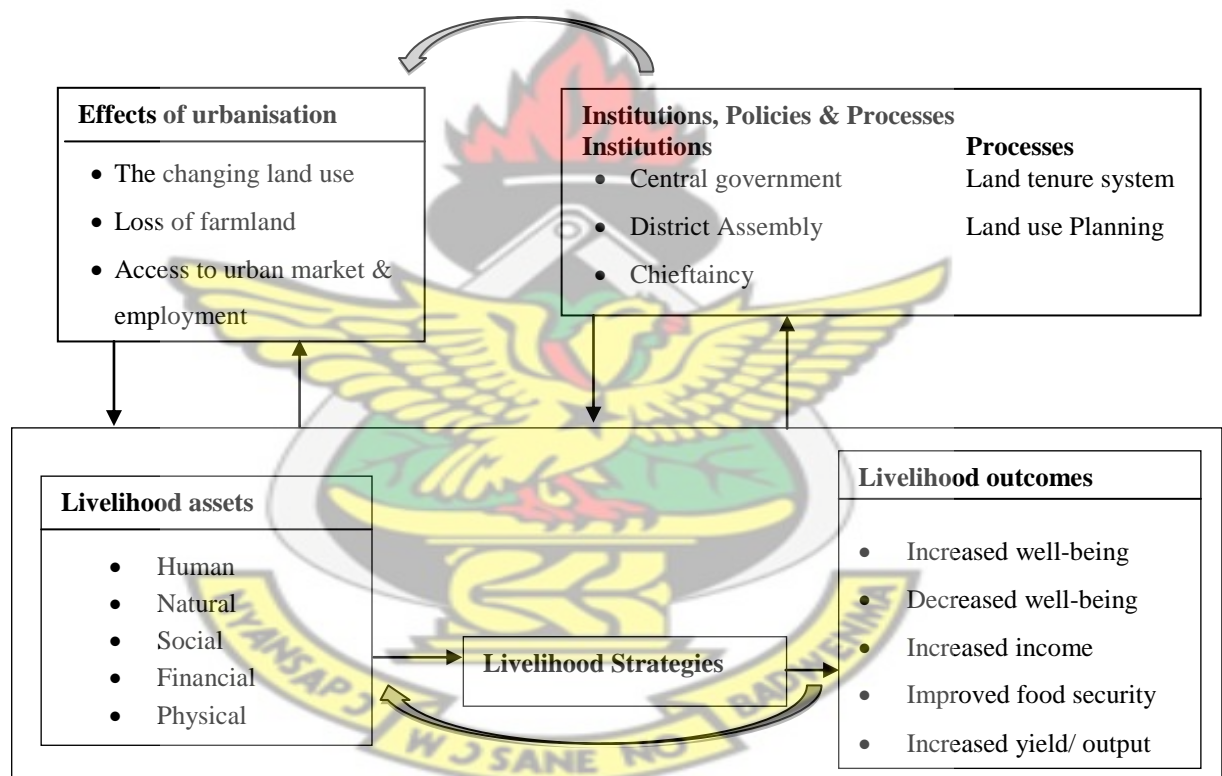 Effects of urbanisation
• The changing land use
• Loss of farmland
• Access to urban market &
employment
Institutions, Policies & Processes
Institutions Processes
• Central government Land tenure system
• District Assembly Land use Planning
• Chieftaincy
Livelihood assets
• Human
• Natural
• Social
• Financial
• Physical
Livelihood Strategies
Livelihood outcomes
• Increased well-being
• Decreased well-being
• Increased income
• Improved food security
• Increased yield/ output
W Ɔ SANE NO